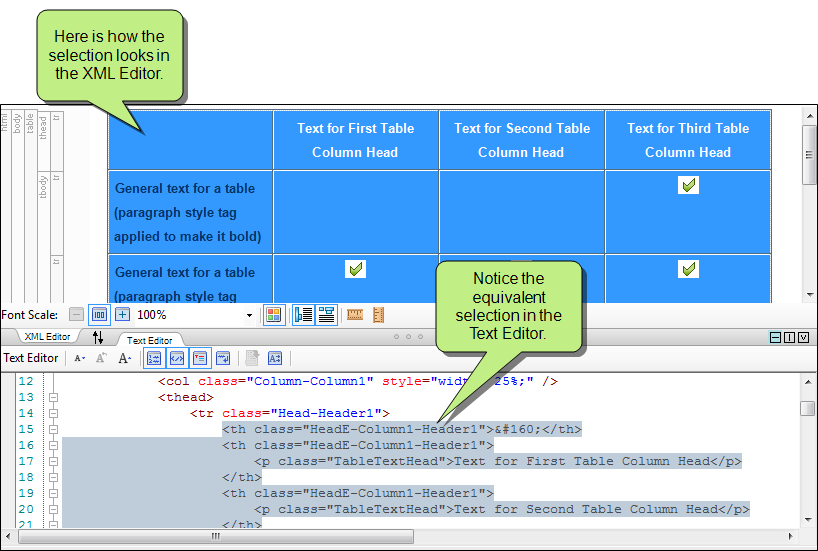 Here is how the
selection looks in
the XML Editor.
html
body
table
thead
tr
Text for First Table
Column Head
Text for Second Table
Column Head
Text for Third Table
Column Head
tbody
tr
General text for a table
(paragraph style tag
applied to make it bold)
tr
General text for a table
(paragraph style tag
Notice the
equivalent
selection in the
Text Editor.
Font Scale: 100%
XML Editor
Text Editor
Text Editor
12 <col class="Column-Column1" style="width 25%;" />
13 <thead>
14 <tr class="Head-Header1">
15 <th class="HeadE-Column1-Header1">&#160;</th>
16 <th class="HeadE-Column1-Header1">
17 <p class="TableTextHead">Text for First Table Column Head</p>
18 </th>
19 <th class="HeadE-Column1-Header1">
20 <p class="TableTextHead">Text for Second Table Column Head</p>
21 </th>